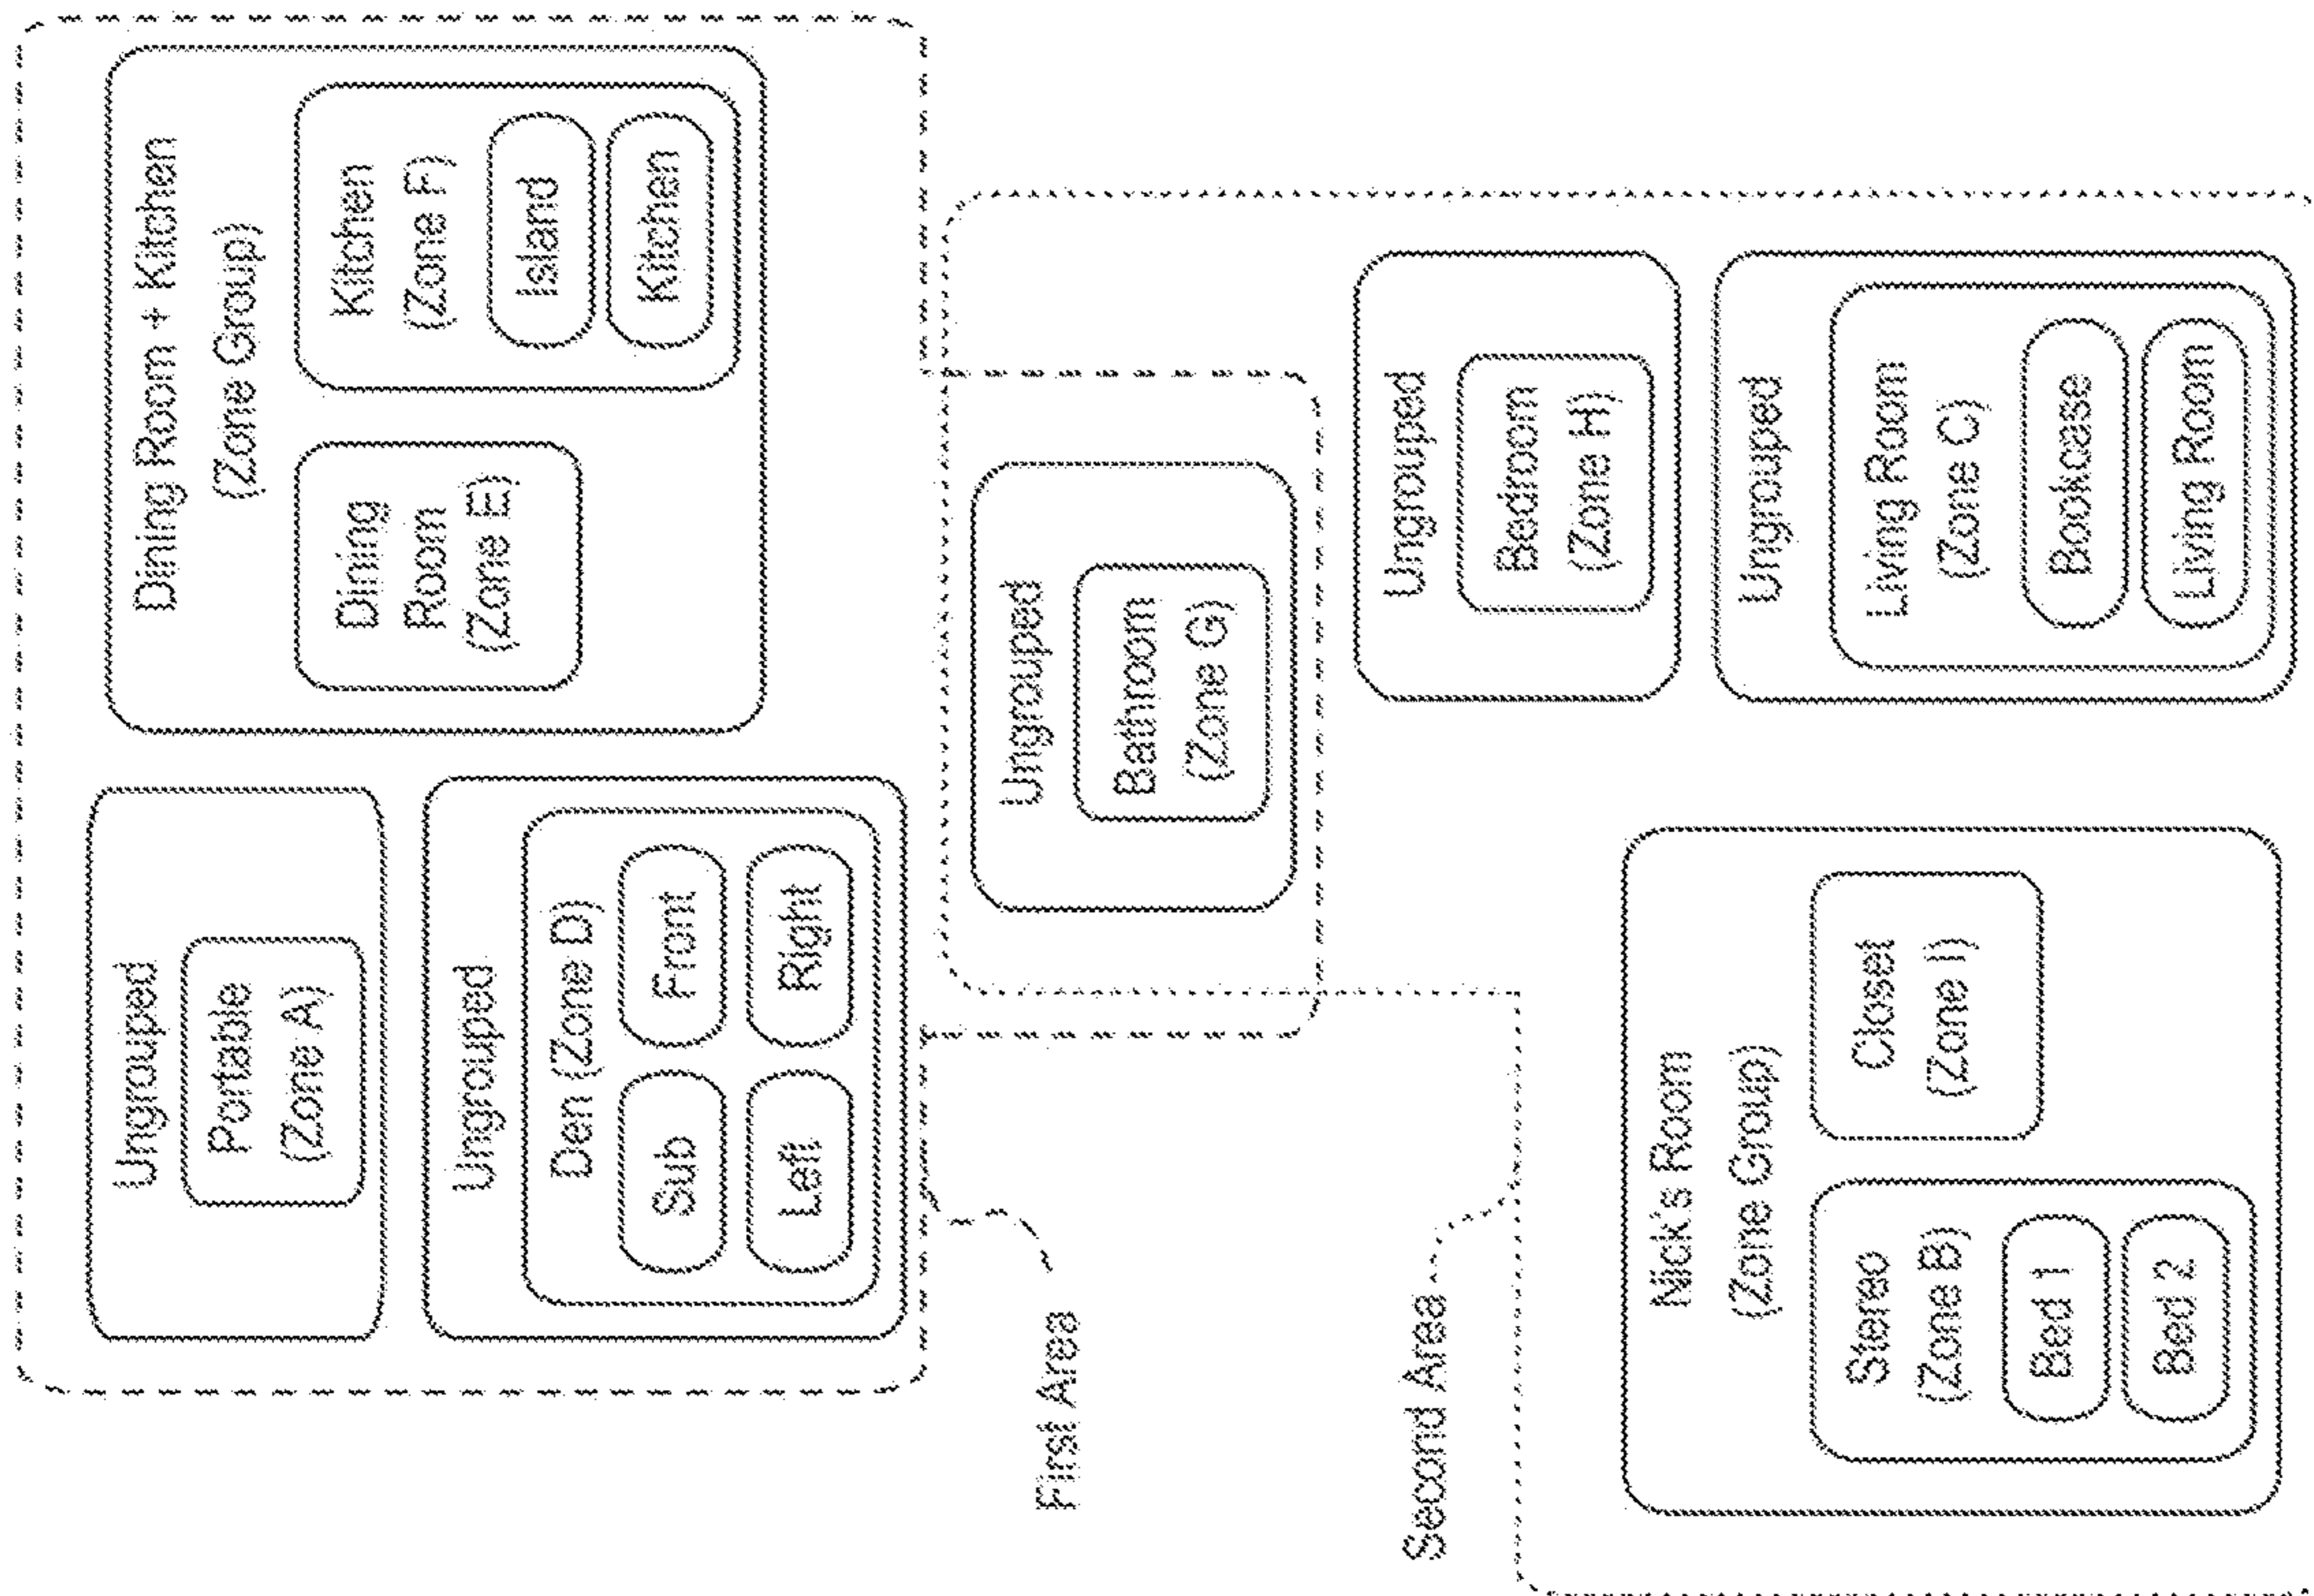 Ungrouped
Portable
(Zone A)
Dining Room + Kitchen
(Zone Group)
Dining
Room
(Zone E)
Kitchen
(Zone F)
Island
Kitchen
Ungrouped
Den (Zone D)
Sub
Front
Left
Right
First Area
Ungrouped
Bathroom
(Zone G)
Second Area
Ungrouped
Bedroom
(Zone H)
Nick's Room
(Zone Group)
Stereo
(Zone B)
Bed 1
Bed 2
Closet
(Zone I)
Ungrouped
Living Room
(Zone C)
Bookcase
Living Room